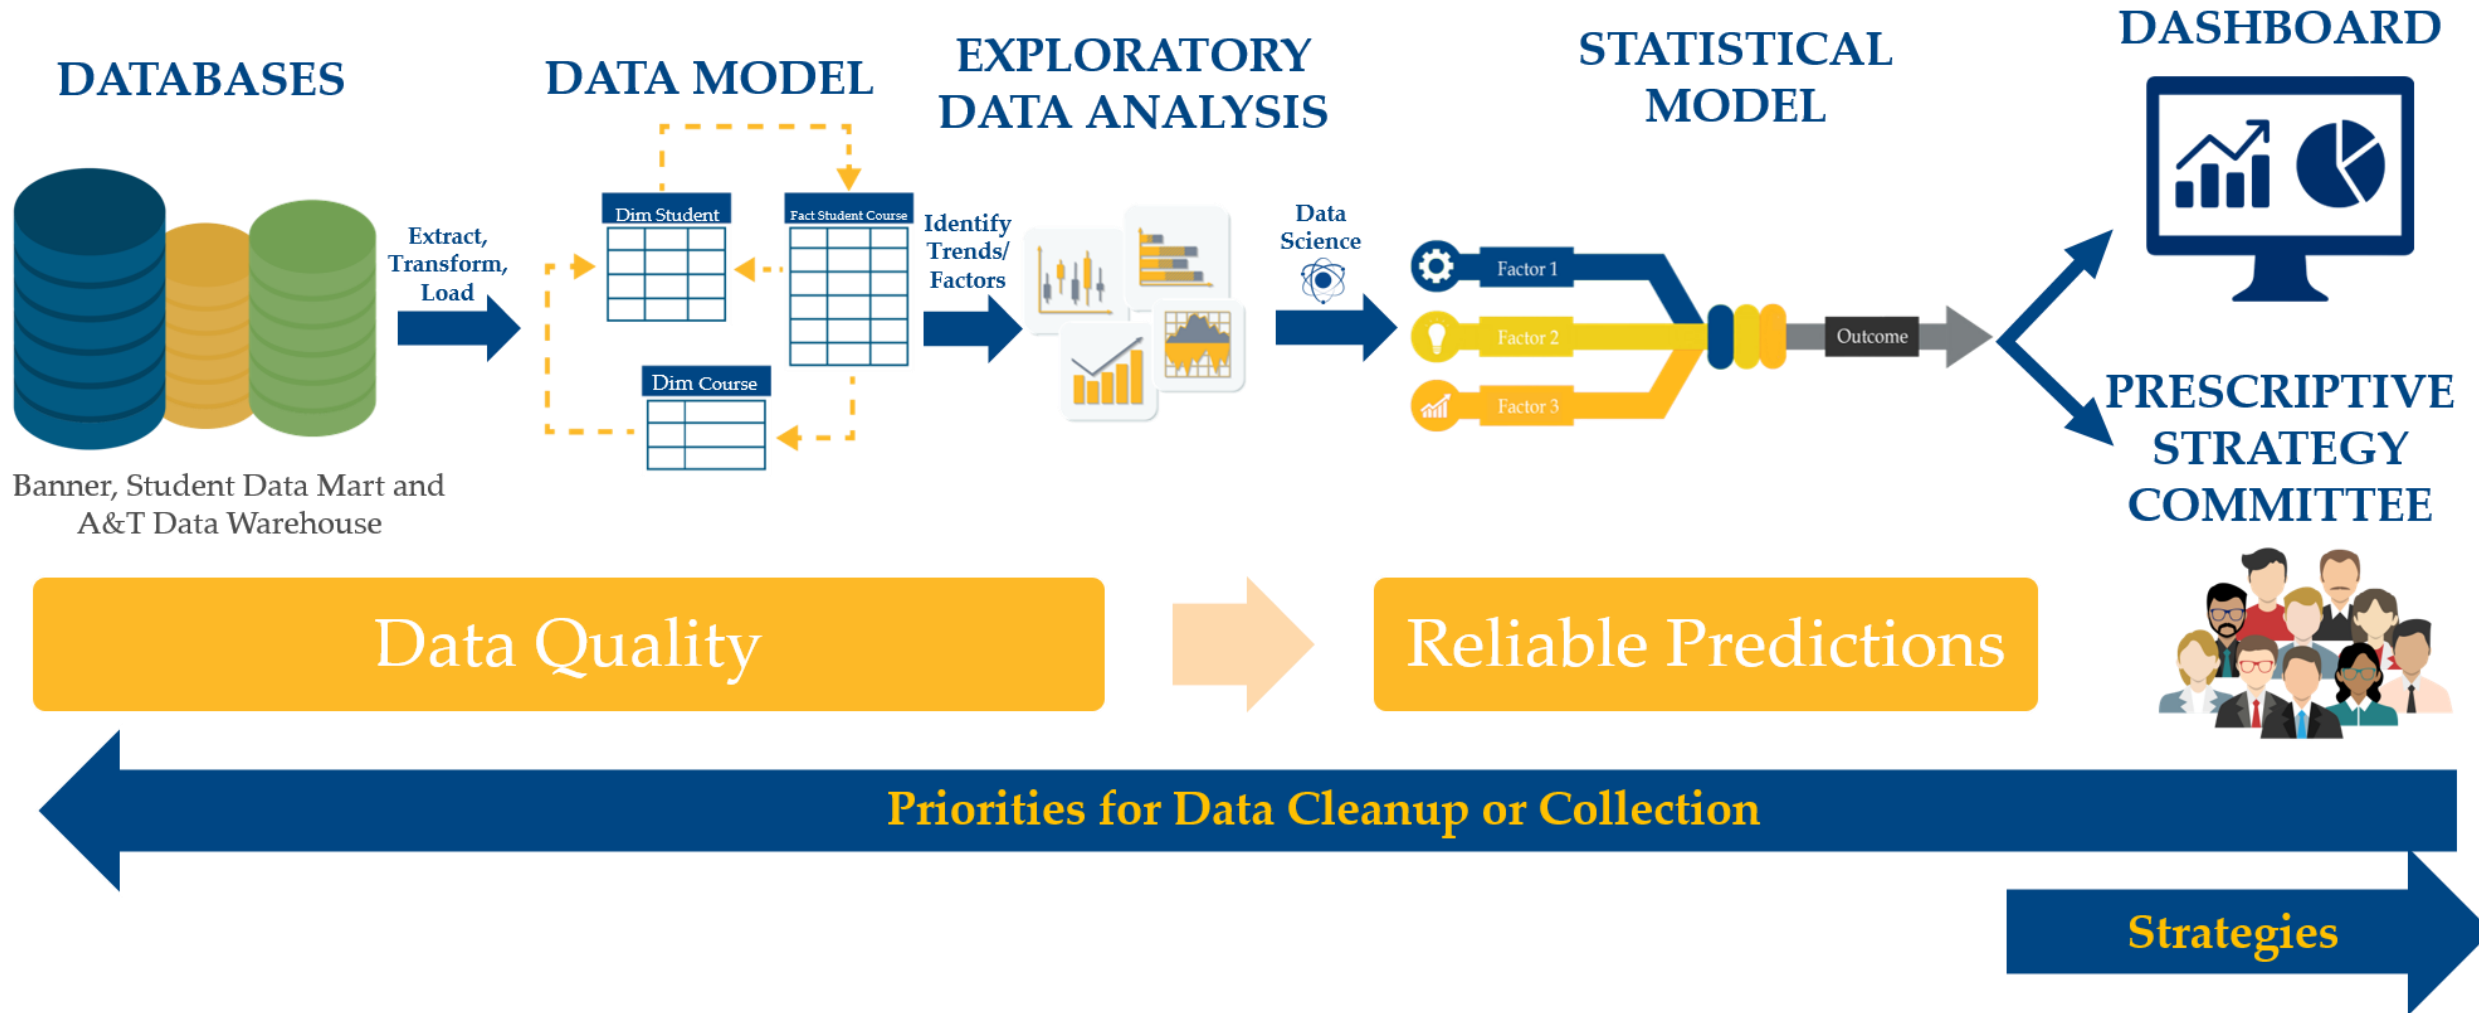 DATABASES
Banner, Student Data Mart and
A&T Data Warehouse
Extract,
Transform,
Load
DATA MODEL
Dim Student
Fact Student Course
Dim Course
Identify
Trends/
Factors
EXPLORATORY
DATA ANALYSIS
Data
Science
STATISTICAL
MODEL
Factor 1
Factor 2
Factor 3
Outcome
DASHBOARD
PRESCRIPTIVE
STRATEGY
COMMITTEE
Data Quality
Reliable Predictions
Priorities for Data Cleanup or Collection
Strategies